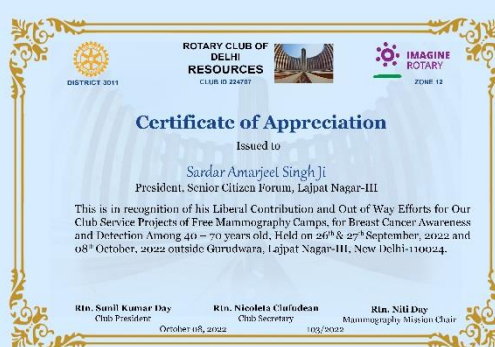 ROTARY CLUB OF
DELHI
RESOURCES
CLUB ID 224767
DISTRICT 3011
IMAGINE
ROTARY
ZONE 12
Certificate of Appreciation
Issued to
Sardar Amarjeet Singh Ji
President, Senior Citizen Forum, Lajpat Nagar-III
This is in recognition of his Liberal Contribution and Out of Way Efforts for Our
Club Service Projects of Free Mammography Camps, for Breast Cancer Awareness
and Detection Among 40 – 70 years old, Held on 26th & 27th September, 2022 and
08th October, 2022 outside Gurudwara, Lajpat Nagar-III, New Delhi-110024.
Rtn. Sunil Kumar Day
Club President
Rtn. Nicoleta Ciufudean
Club Secretary
Rtn. Niti Day
Mammography Mission Chair
October 08, 2022
103/2022